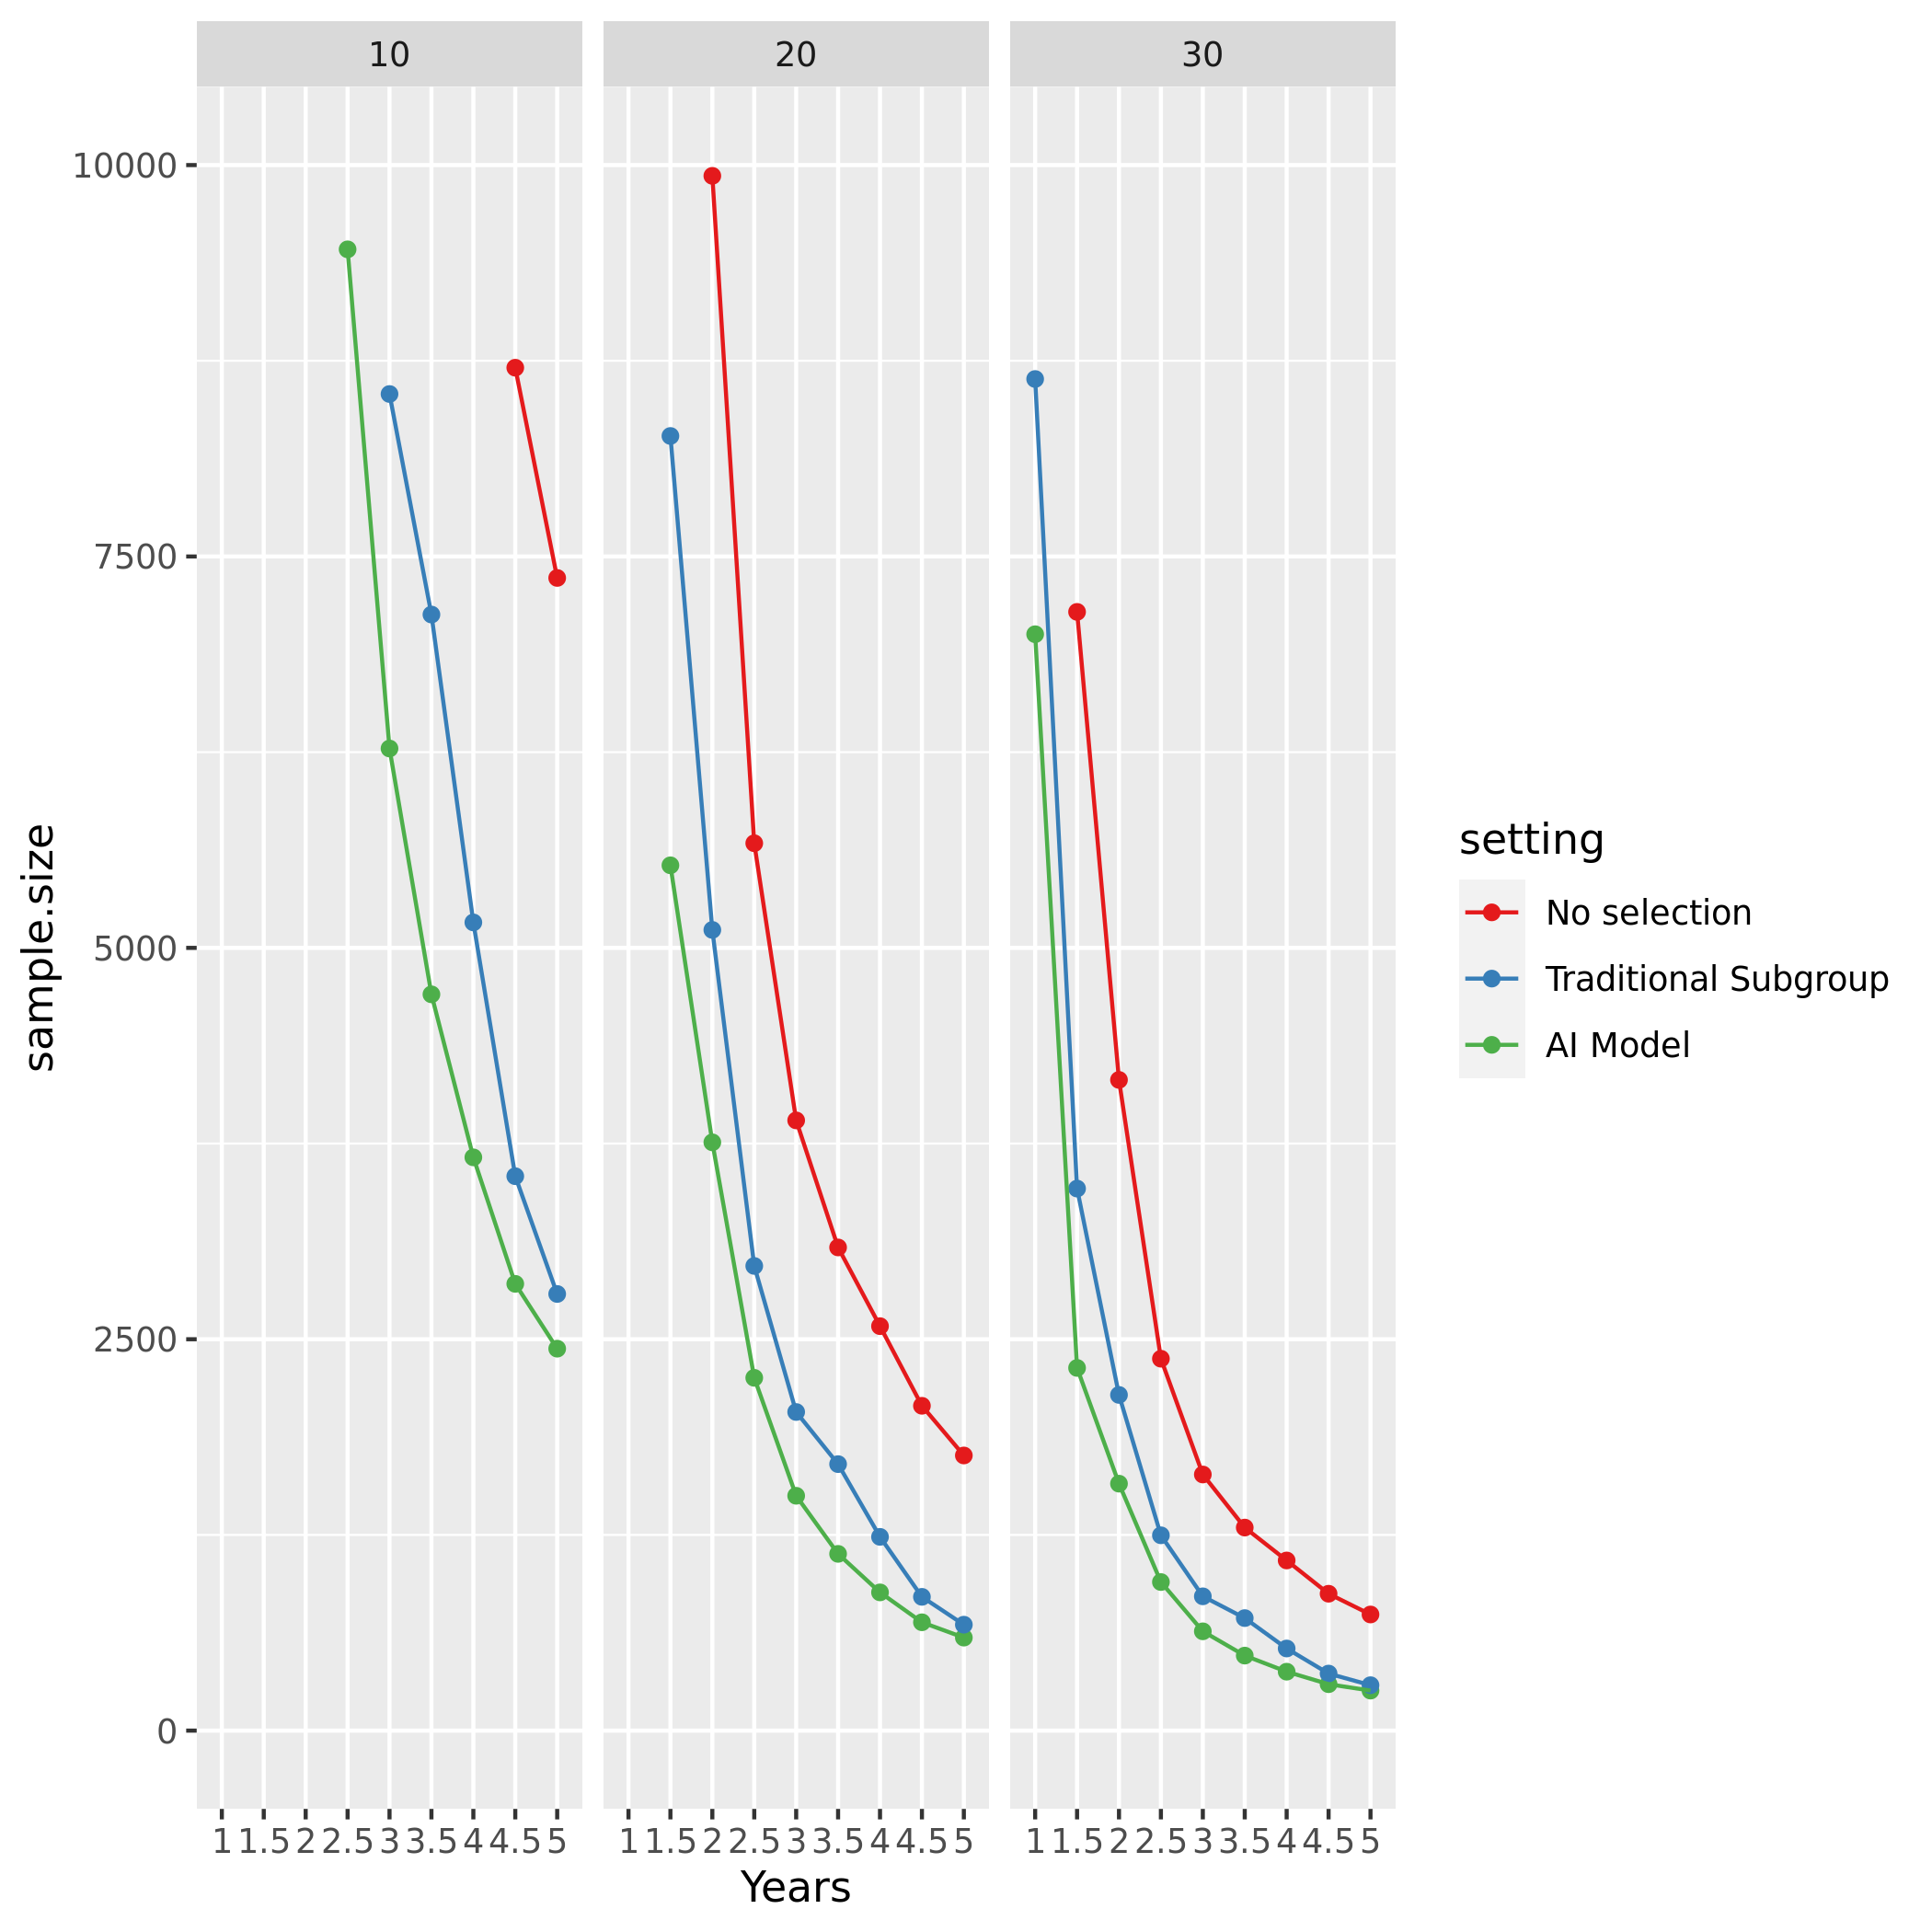 10 20 30
10000
7500
5000
2500
0
sample.size
1 1.5 2 2.5 3 3.5 4 4.5 5 1 1.5 2 2.5 3 3.5 4 4.5 5 1 1.5 2 2.5 3 3.5 4 4.5 5
Years
setting
No selection
Traditional Subgroup
AI Model